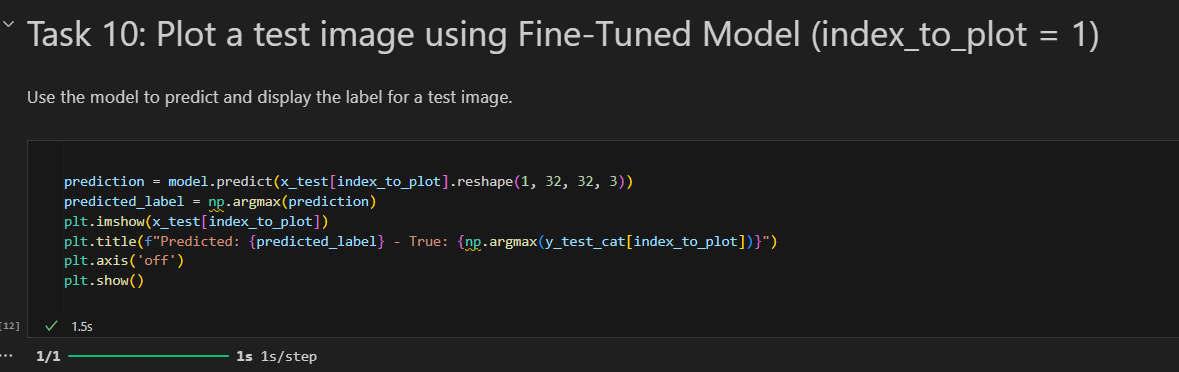 Task 10: Plot a test image using Fine-Tuned Model (index_to_plot = 1)
Use the model to predict and display the label for a test image.
prediction = model.predict(x_test[index_to_plot].reshape(1, 32, 32, 3))
predicted_label = np.argmax(prediction)
plt.imshow(x_test[index_to_plot])
plt.title(f"Predicted: {predicted_label} - True: {np.argmax(y_test_cat[index_to_plot])}")
plt.axis('off')
plt.show()
[12] 1.5s
... 1/1 1s 1s/step